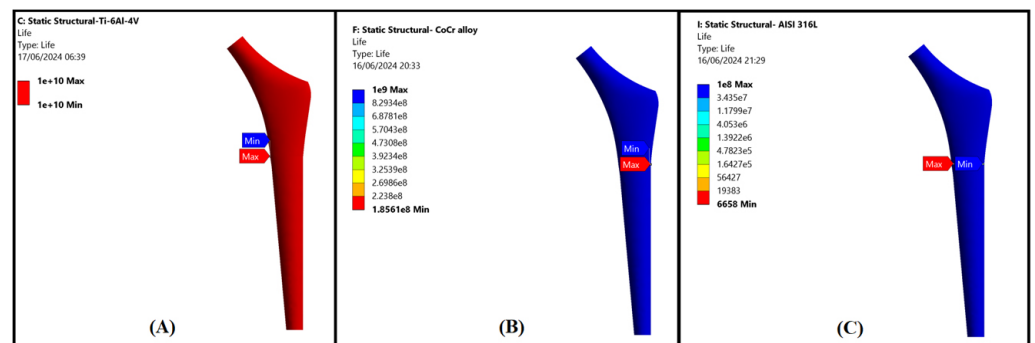 C: Static Structural-Ti-6Al-4V
Life
Type: Life
17/06/2024 06:39
1e+10 Max
1e+10 Min
Min
Max
(A)
F: Static Structural- CoCr alloy
Life
Type: Life
16/06/2024 20:33
1e9 Max
8.2934e8
6.8781e8
5.7043e8
4.7308e8
3.9234e8
3.2539e8
2.6986e8
2.238e8
1.8561e8 Min
Min
Max
(B)
I: Static Structural- AISI 316L
Life
Type: Life
16/06/2024 21:29
1e8 Max
3.435e7
1.1799e7
4.053e6
1.3922e6
4.7823e5
1.6427e5
56427
19383
6658 Min
Max
Min
(C)